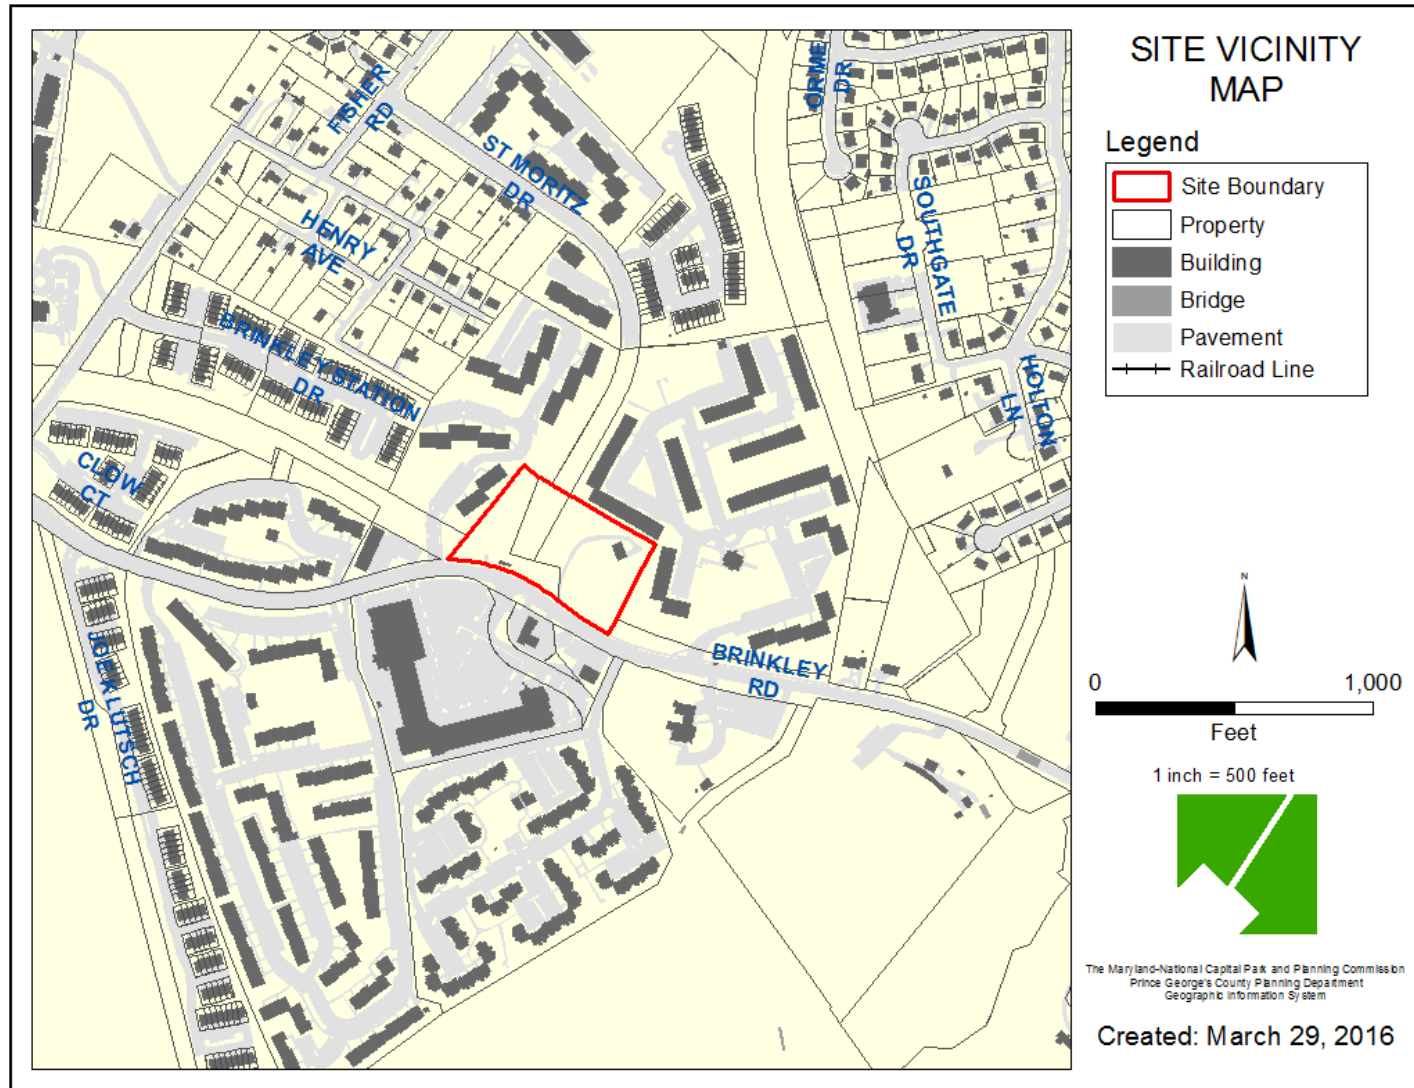 SITE VICINITY
MAP
Legend
Site Boundary
Property
Building
Bridge
Pavement
Railroad Line
FISHER
RD
ST MORITZ
DR
ORME
DR
HENRY
AVE
SOUTHGATE
DR
BRINKLEY STATION
DR
HOLTON
LN
CLOW
CT
JOE KLUTSCH
DR
BRINKLEY
RD
N
0 1,000
Feet
1 inch = 500 feet
The Maryland-National Capital Park and Planning Commission
Prince George's County Planning Department
Geographic Information System
Created: March 29, 2016